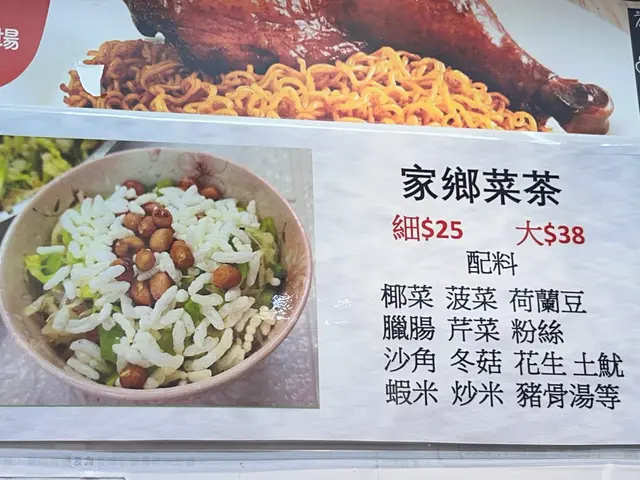 場
家鄉菜茶
細$25 大$38
配料
椰菜 菠菜 荷蘭豆
臘腸 芹菜 粉絲
沙角 冬菇 花生 土魷
蝦米 炒米 豬骨湯等